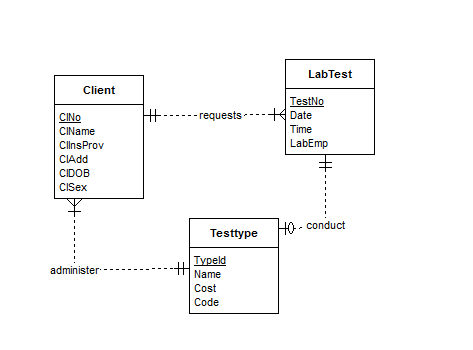 LabTest
TestNo
Date
Time
LabEmp
Client
ClNo
ClName
ClInsProv
ClAdd
ClDOB
ClSex
requests
conduct
Testtype
TypeId
Name
Cost
Code
administer